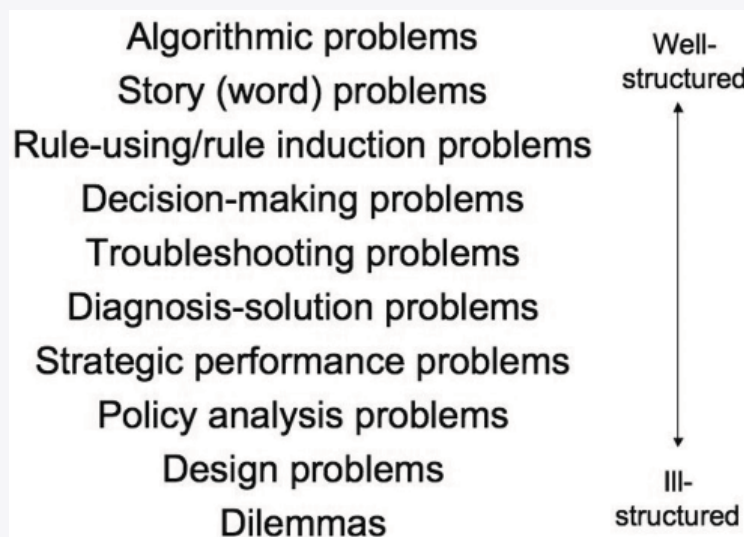 Algorithmic problems
Story (word) problems
Rule-using/rule induction problems
Decision-making problems
Troubleshooting problems
Diagnosis-solution problems
Strategic performance problems
Policy analysis problems
Design problems
Dilemmas
Well-
structured
Ill-
structured